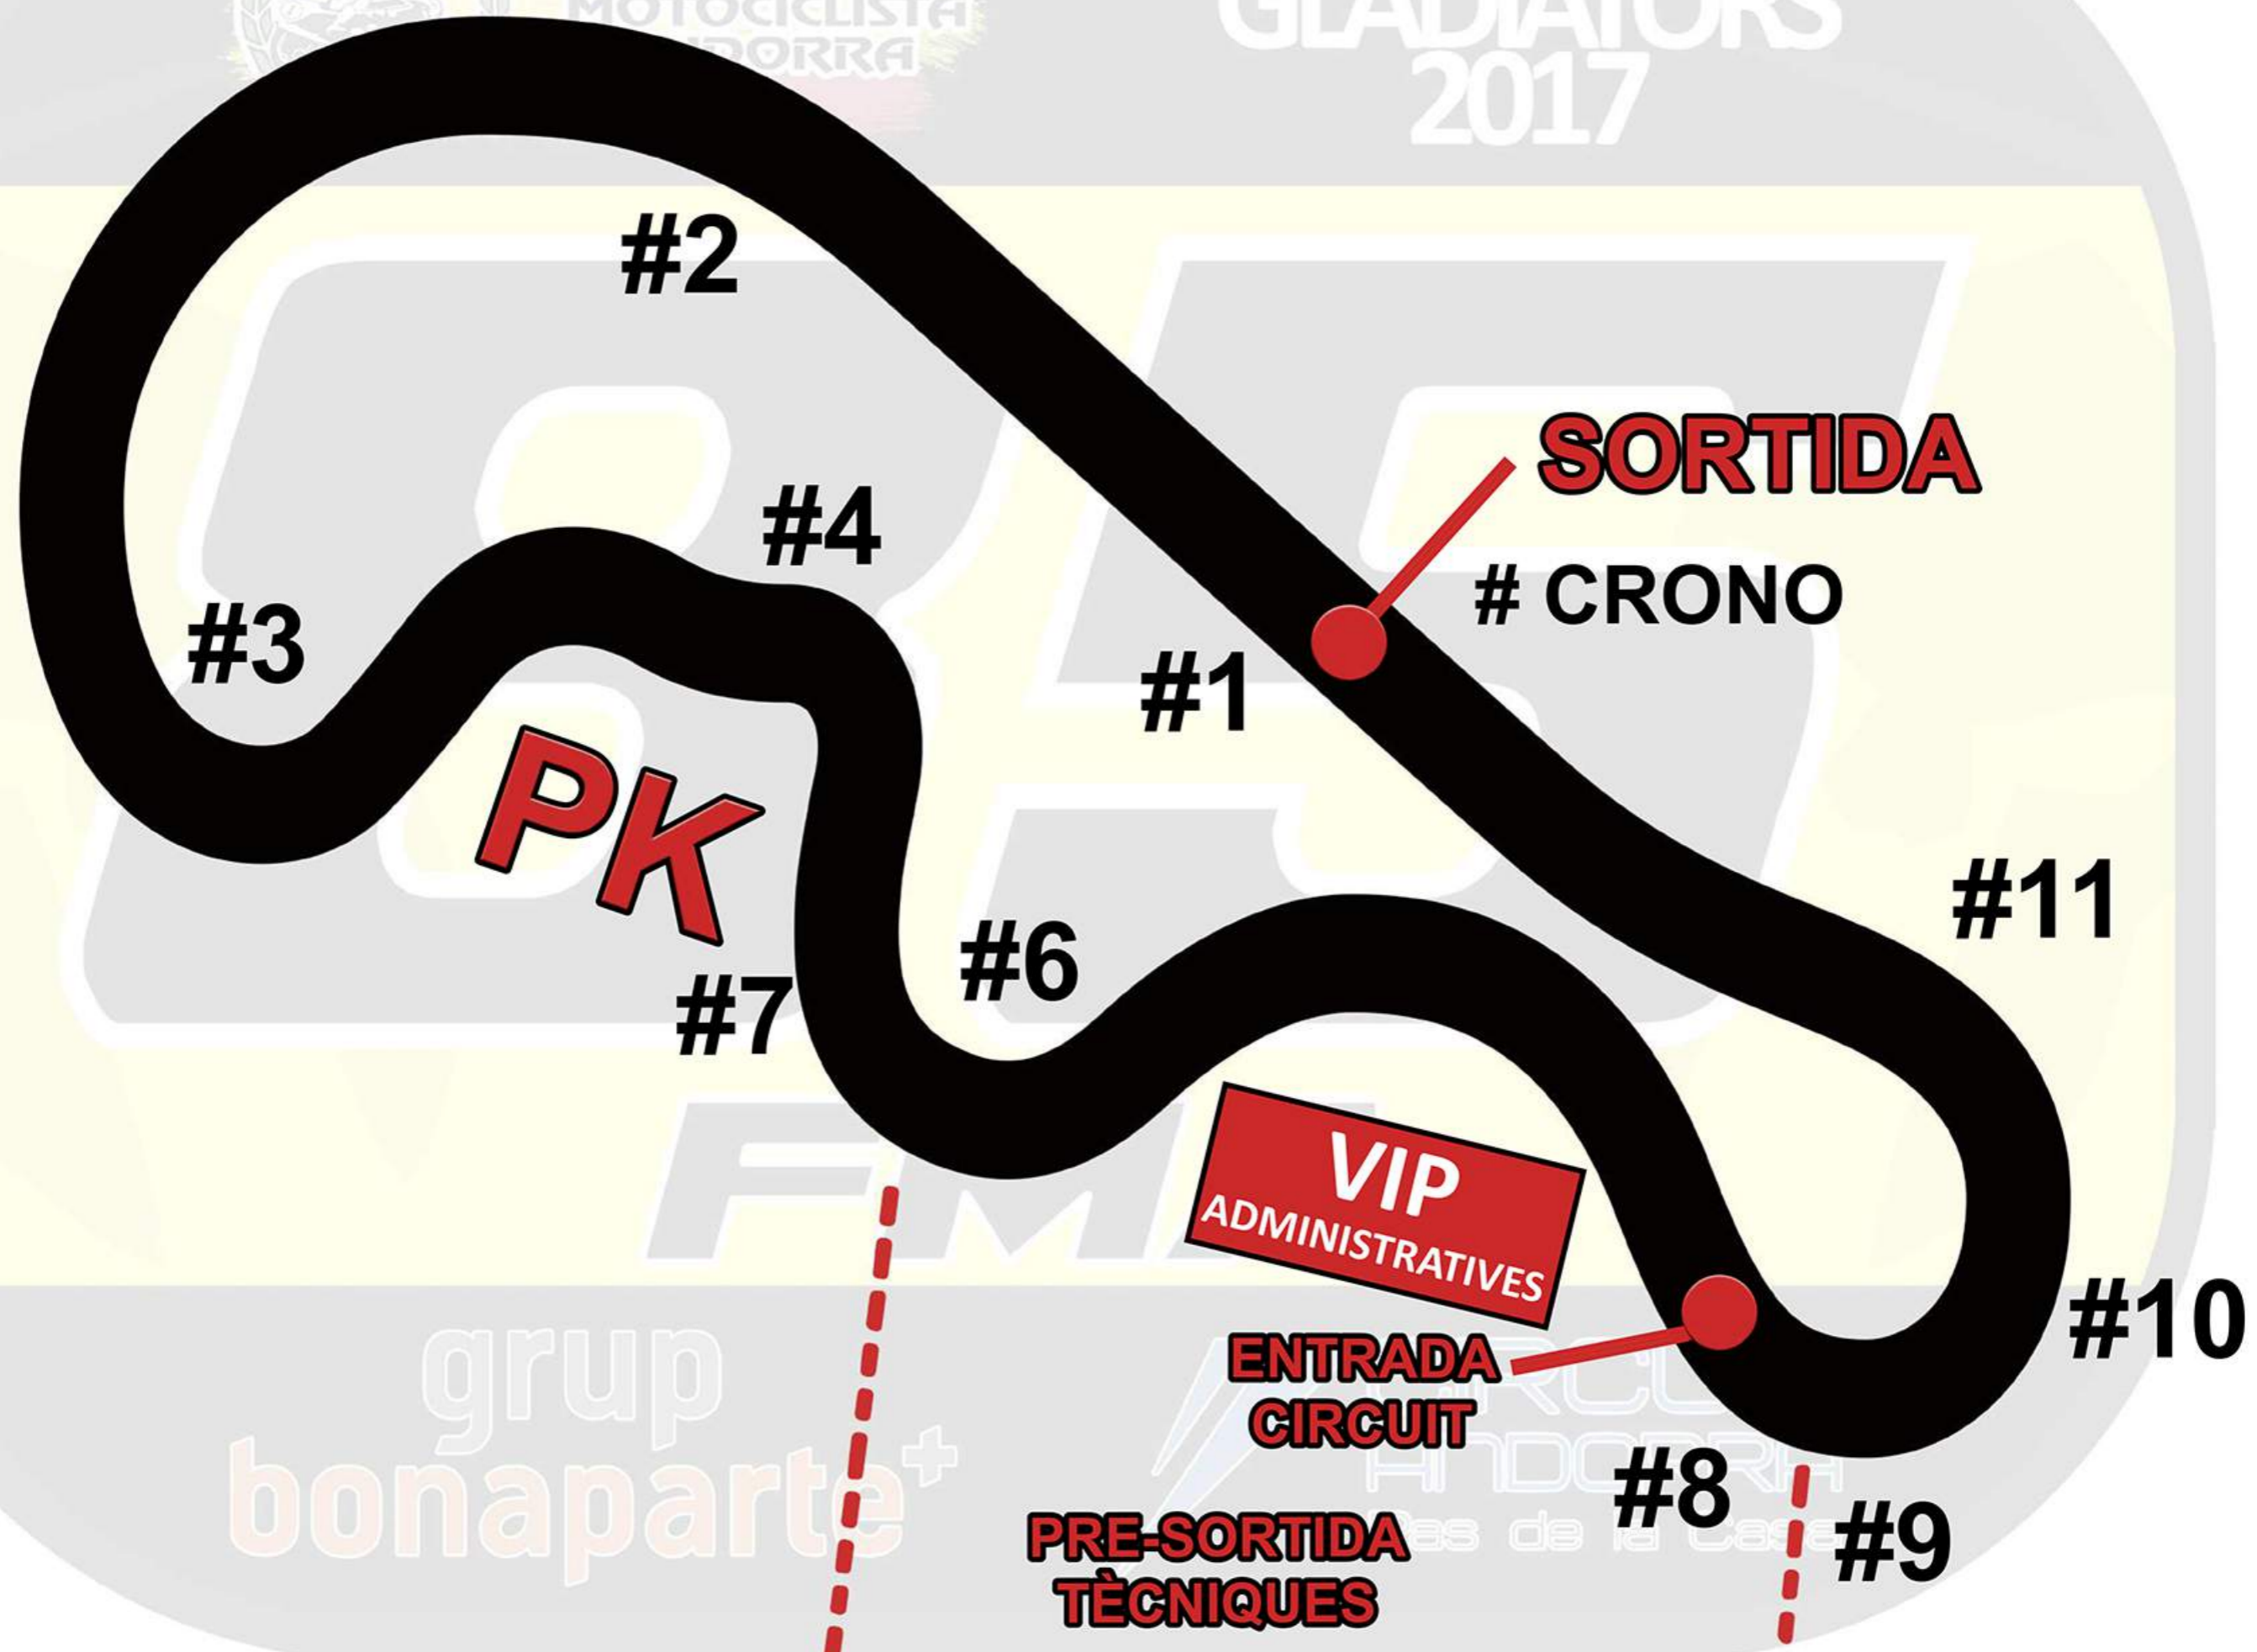 MOTOCICLISTA
GLADIATORS
2017
#2
SORTIDA
#4
# CRONO
#3
#1
PK
#11
#6
#7
VIP
ADMINISTRATIVES
#10
grup
bonaparte+
ENTRADA
CIRCUIT
#8
#9
PRE-SORTIDA
TÈCNIQUES